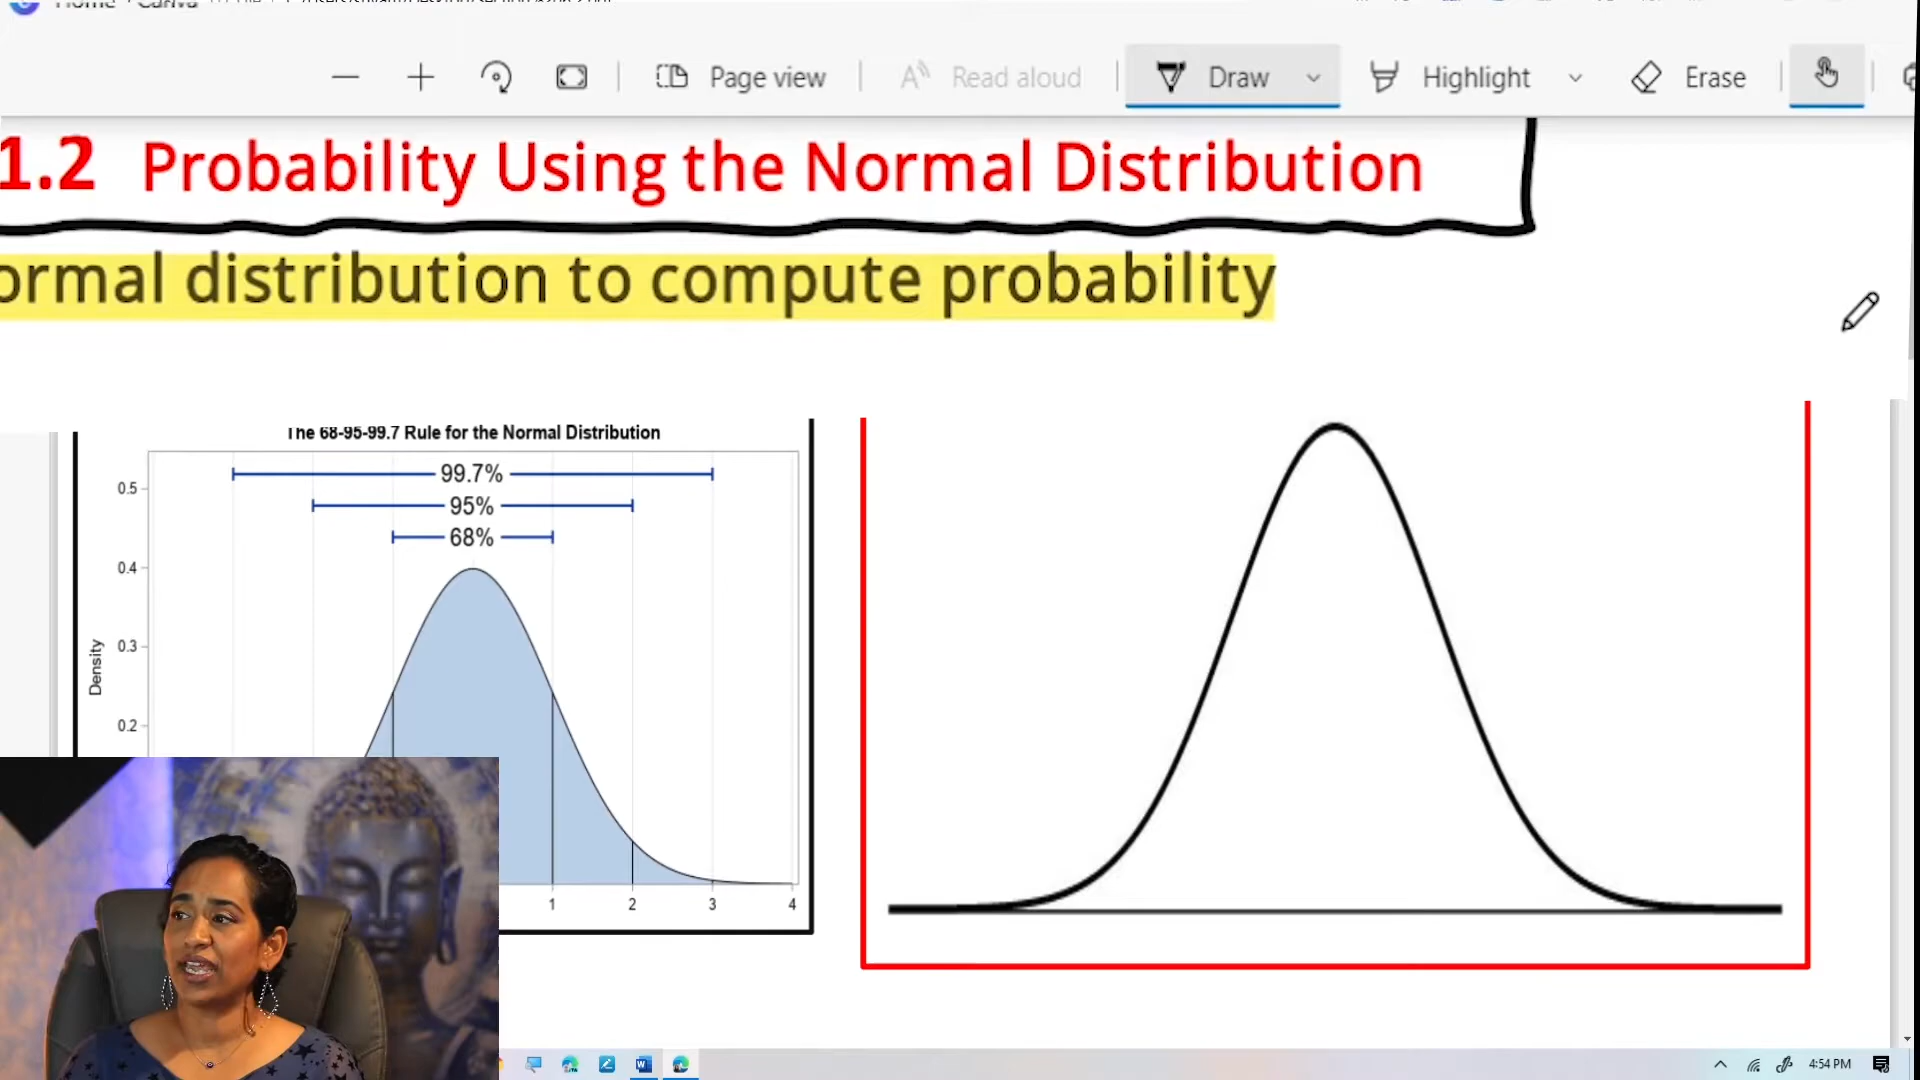 Page view
Read aloud
Draw
Highlight
Erase
1.2 Probability Using the Normal Distribution
ormal distribution to compute probability
The 68-95-99.7 Rule for the Normal Distribution
99.7%
95%
68%
0.5
0.4
0.3
0.2
Density
1
2
3
4
4:54 PM